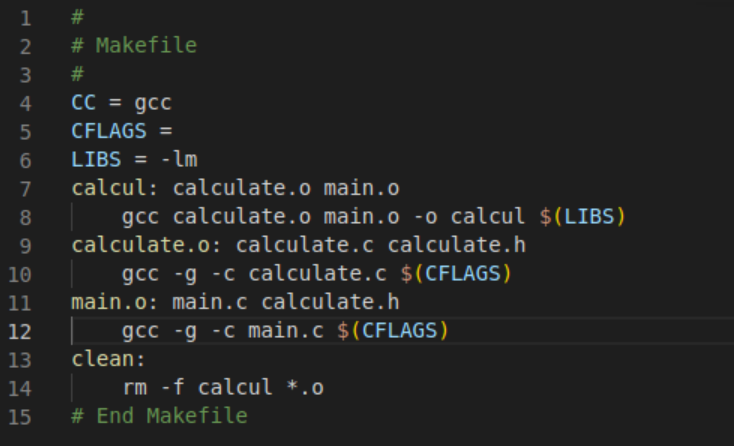 1 #
2 # Makefile
3 #
4 CC = gcc
5 CFLAGS =
6 LIBS = -lm
7 calcul: calculate.o main.o
8     gcc calculate.o main.o -o calcul $(LIBS)
9 calculate.o: calculate.c calculate.h
10     gcc -g -c calculate.c $(CFLAGS)
11 main.o: main.c calculate.h
12     gcc -g -c main.c $(CFLAGS)
13 clean:
14     rm -f calcul *.o
15 # End Makefile